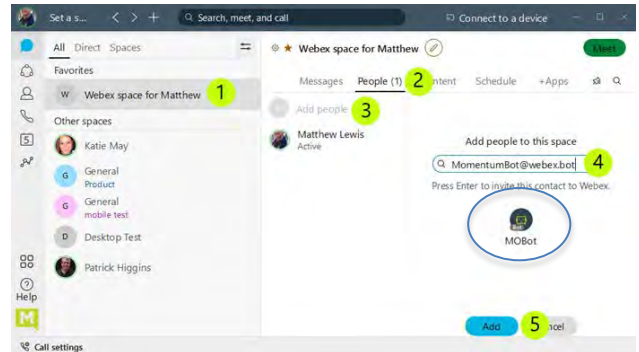 Set a s...
Search, meet, and call
Connect to a device
All Direct Spaces
Favorites
W Webex space for Matthew 1
Other spaces
Katie May
G General
Product
G General
mobile test
D Desktop Test
Patrick Higgins
Help
M
Call settings
Webex space for Matthew
Meet
Messages People (1) 2 ntent Schedule +Apps
Add people 3
Matthew Lewis
Active
Add people to this space
MomentumBot@webex.bot 4
Press Enter to invite this contact to Webex.
Bot
MOBot
Add 5 cel